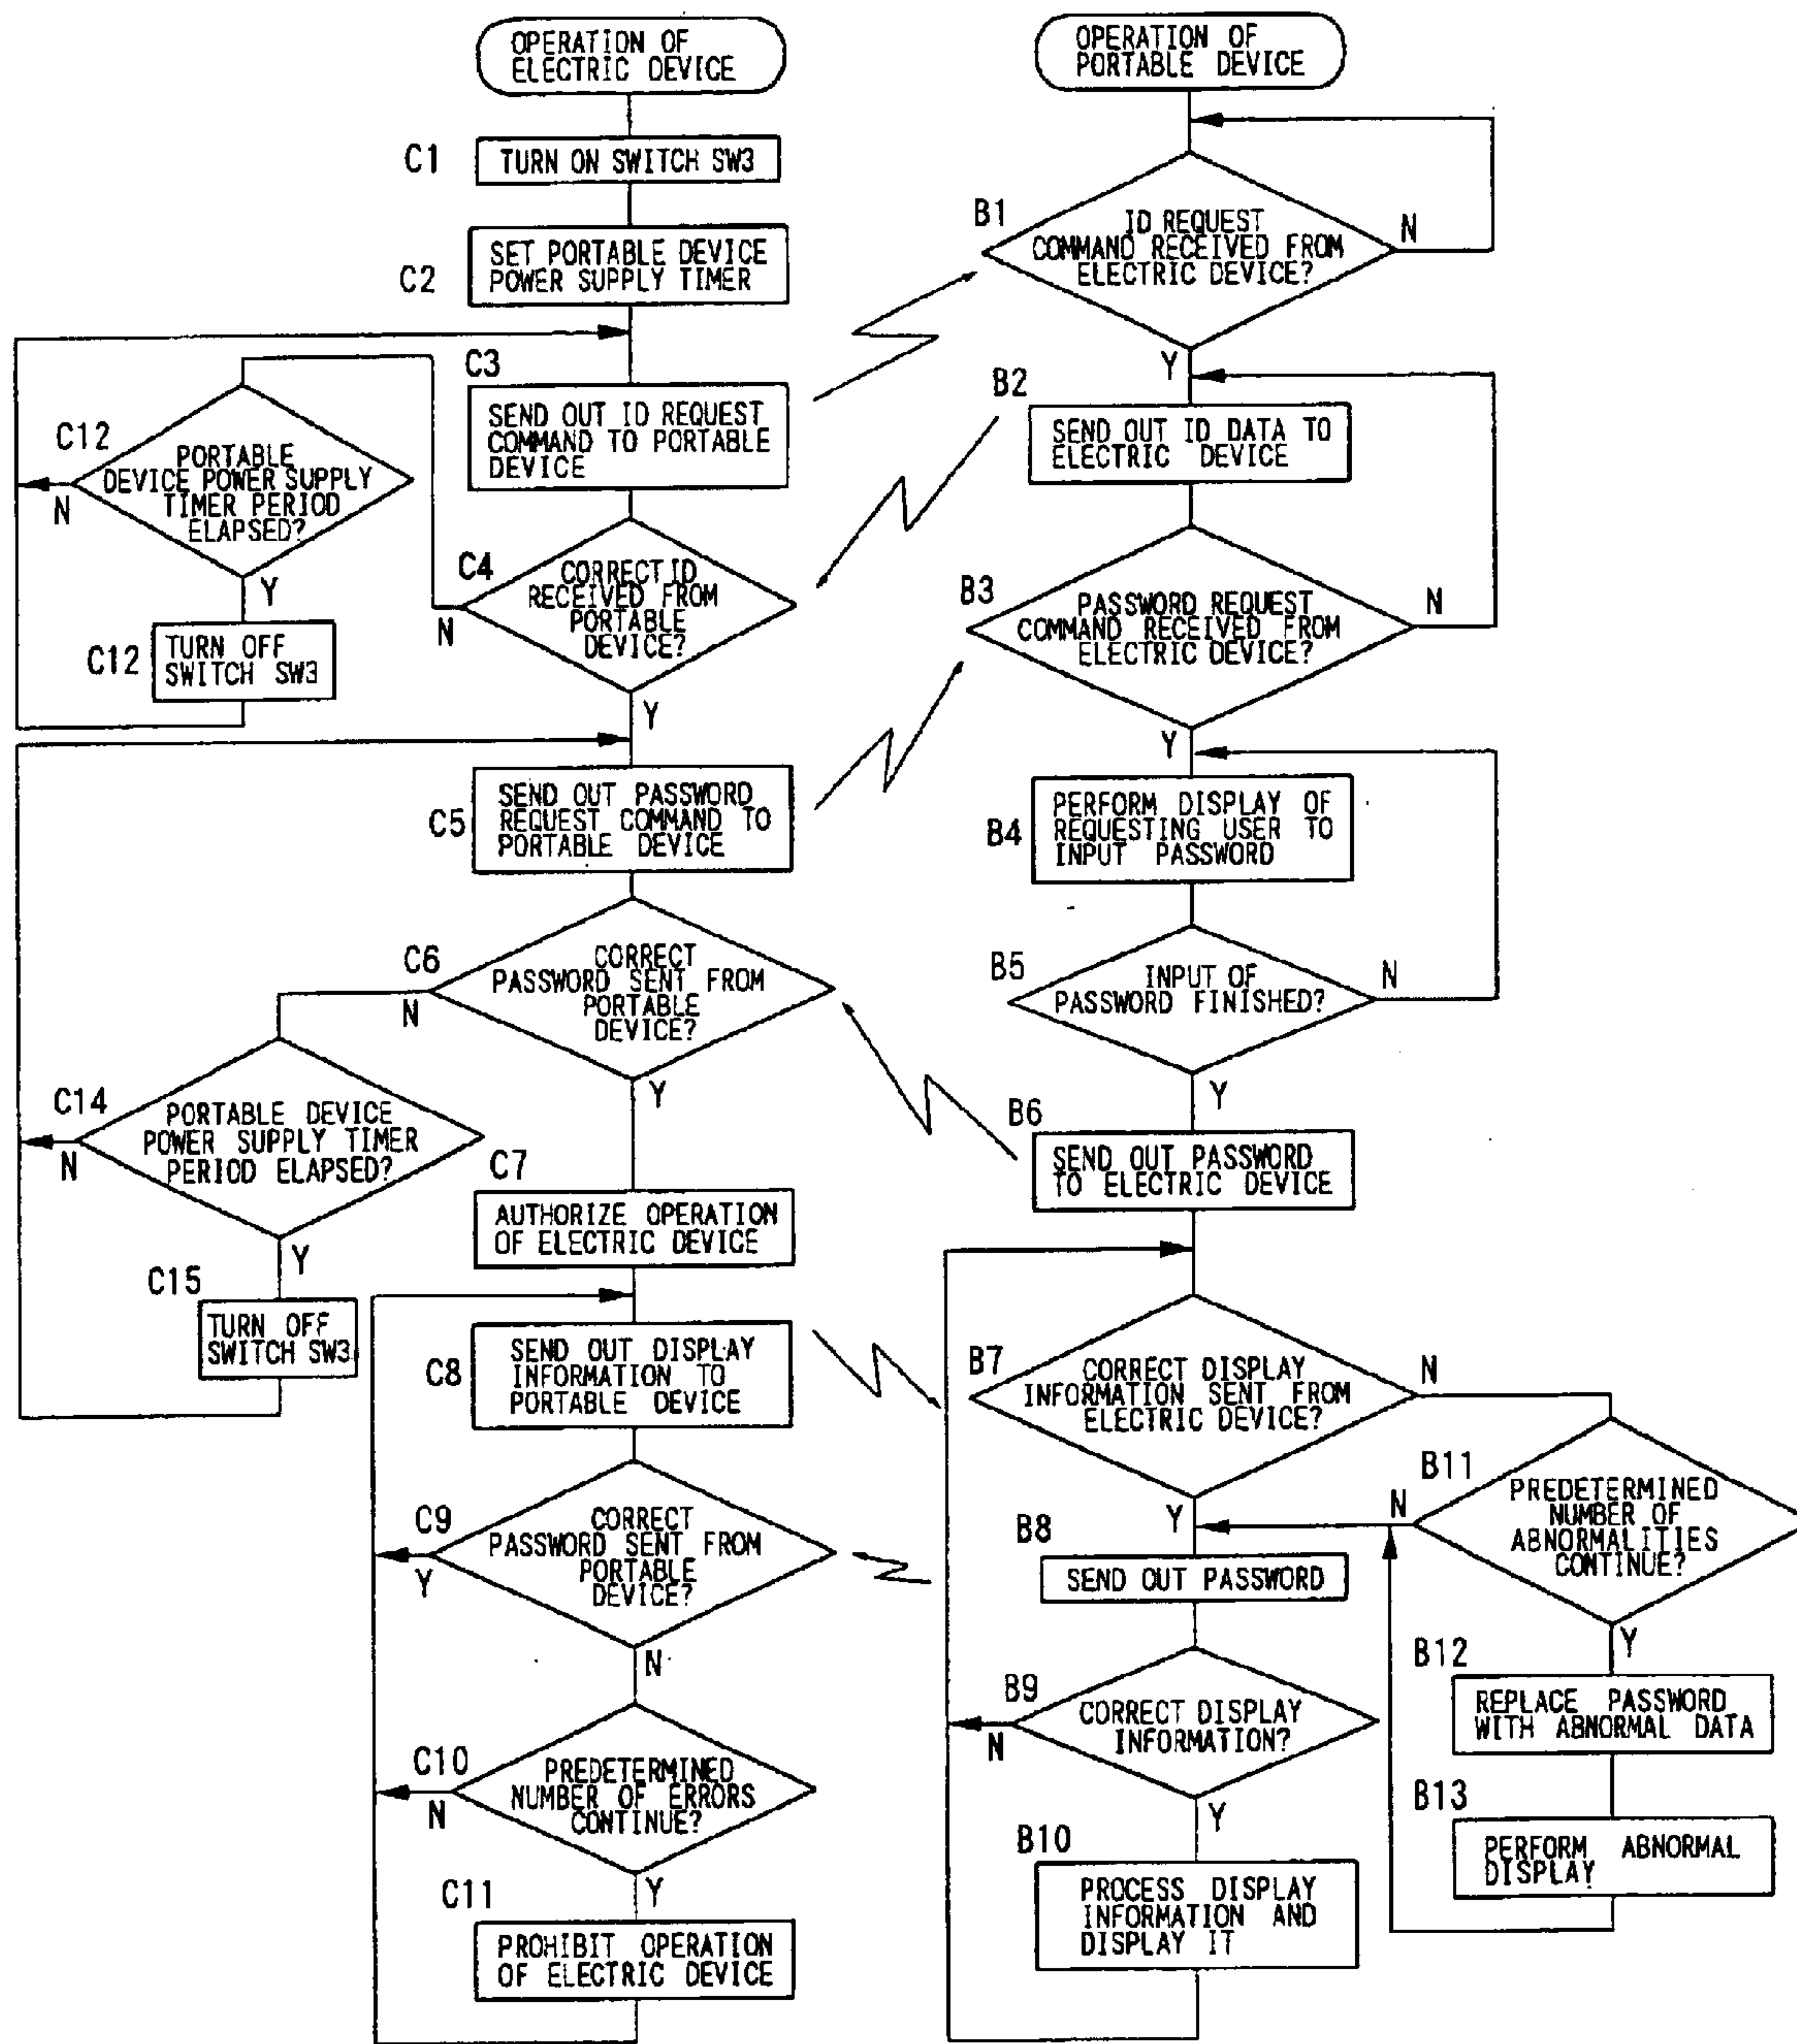 OPERATION OF
ELECTRIC DEVICE
C1
TURN ON SWITCH SW3
C2
SET PORTABLE DEVICE
POWER SUPPLY TIMER
C3
SEND OUT ID REQUEST
COMMAND TO PORTABLE
DEVICE
C12
PORTABLE
DEVICE POWER SUPPLY
TIMER PERIOD
ELAPSED?
N
Y
C12
TURN OFF
SWITCH SW3
C4
CORRECT ID
RECEIVED FROM
PORTABLE
DEVICE?
N
Y
C5
SEND OUT PASSWORD
REQUEST COMMAND TO
PORTABLE DEVICE
C6
CORRECT
PASSWORD SENT FROM
PORTABLE
DEVICE?
N
Y
C14
PORTABLE DEVICE
POWER SUPPLY TIMER
PERIOD ELAPSED?
N
Y
C15
TURN OFF
SWITCH SW3
C7
AUTHORIZE OPERATION
OF ELECTRIC DEVICE
C8
SEND OUT DISPLAY
INFORMATION TO
PORTABLE DEVICE
C9
CORRECT
PASSWORD SENT FROM
PORTABLE
DEVICE?
Y
N
C10
PREDETERMINED
NUMBER OF ERRORS
CONTINUE?
N
Y
C11
PROHIBIT OPERATION
OF ELECTRIC DEVICE
OPERATION OF
PORTABLE DEVICE
B1
ID REQUEST
COMMAND RECEIVED FROM
ELECTRIC DEVICE?
N
Y
B2
SEND OUT ID DATA TO
ELECTRIC DEVICE
B3
PASSWORD REQUEST
COMMAND RECEIVED FROM
ELECTRIC DEVICE?
N
Y
B4
PERFORM DISPLAY OF
REQUESTING USER TO
INPUT PASSWORD
B5
INPUT OF
PASSWORD FINISHED?
N
Y
B6
SEND OUT PASSWORD
TO ELECTRIC DEVICE
B7
CORRECT DISPLAY
INFORMATION SENT FROM
ELECTRIC DEVICE?
N
Y
B8
SEND OUT PASSWORD
B9
CORRECT DISPLAY
INFORMATION?
N
Y
B10
PROCESS DISPLAY
INFORMATION AND
DISPLAY IT
B11
PREDETERMINED
NUMBER OF
ABNORMALITIES
CONTINUE?
N
Y
B12
REPLACE PASSWORD
WITH ABNORMAL DATA
B13
PERFORM ABNORMAL
DISPLAY